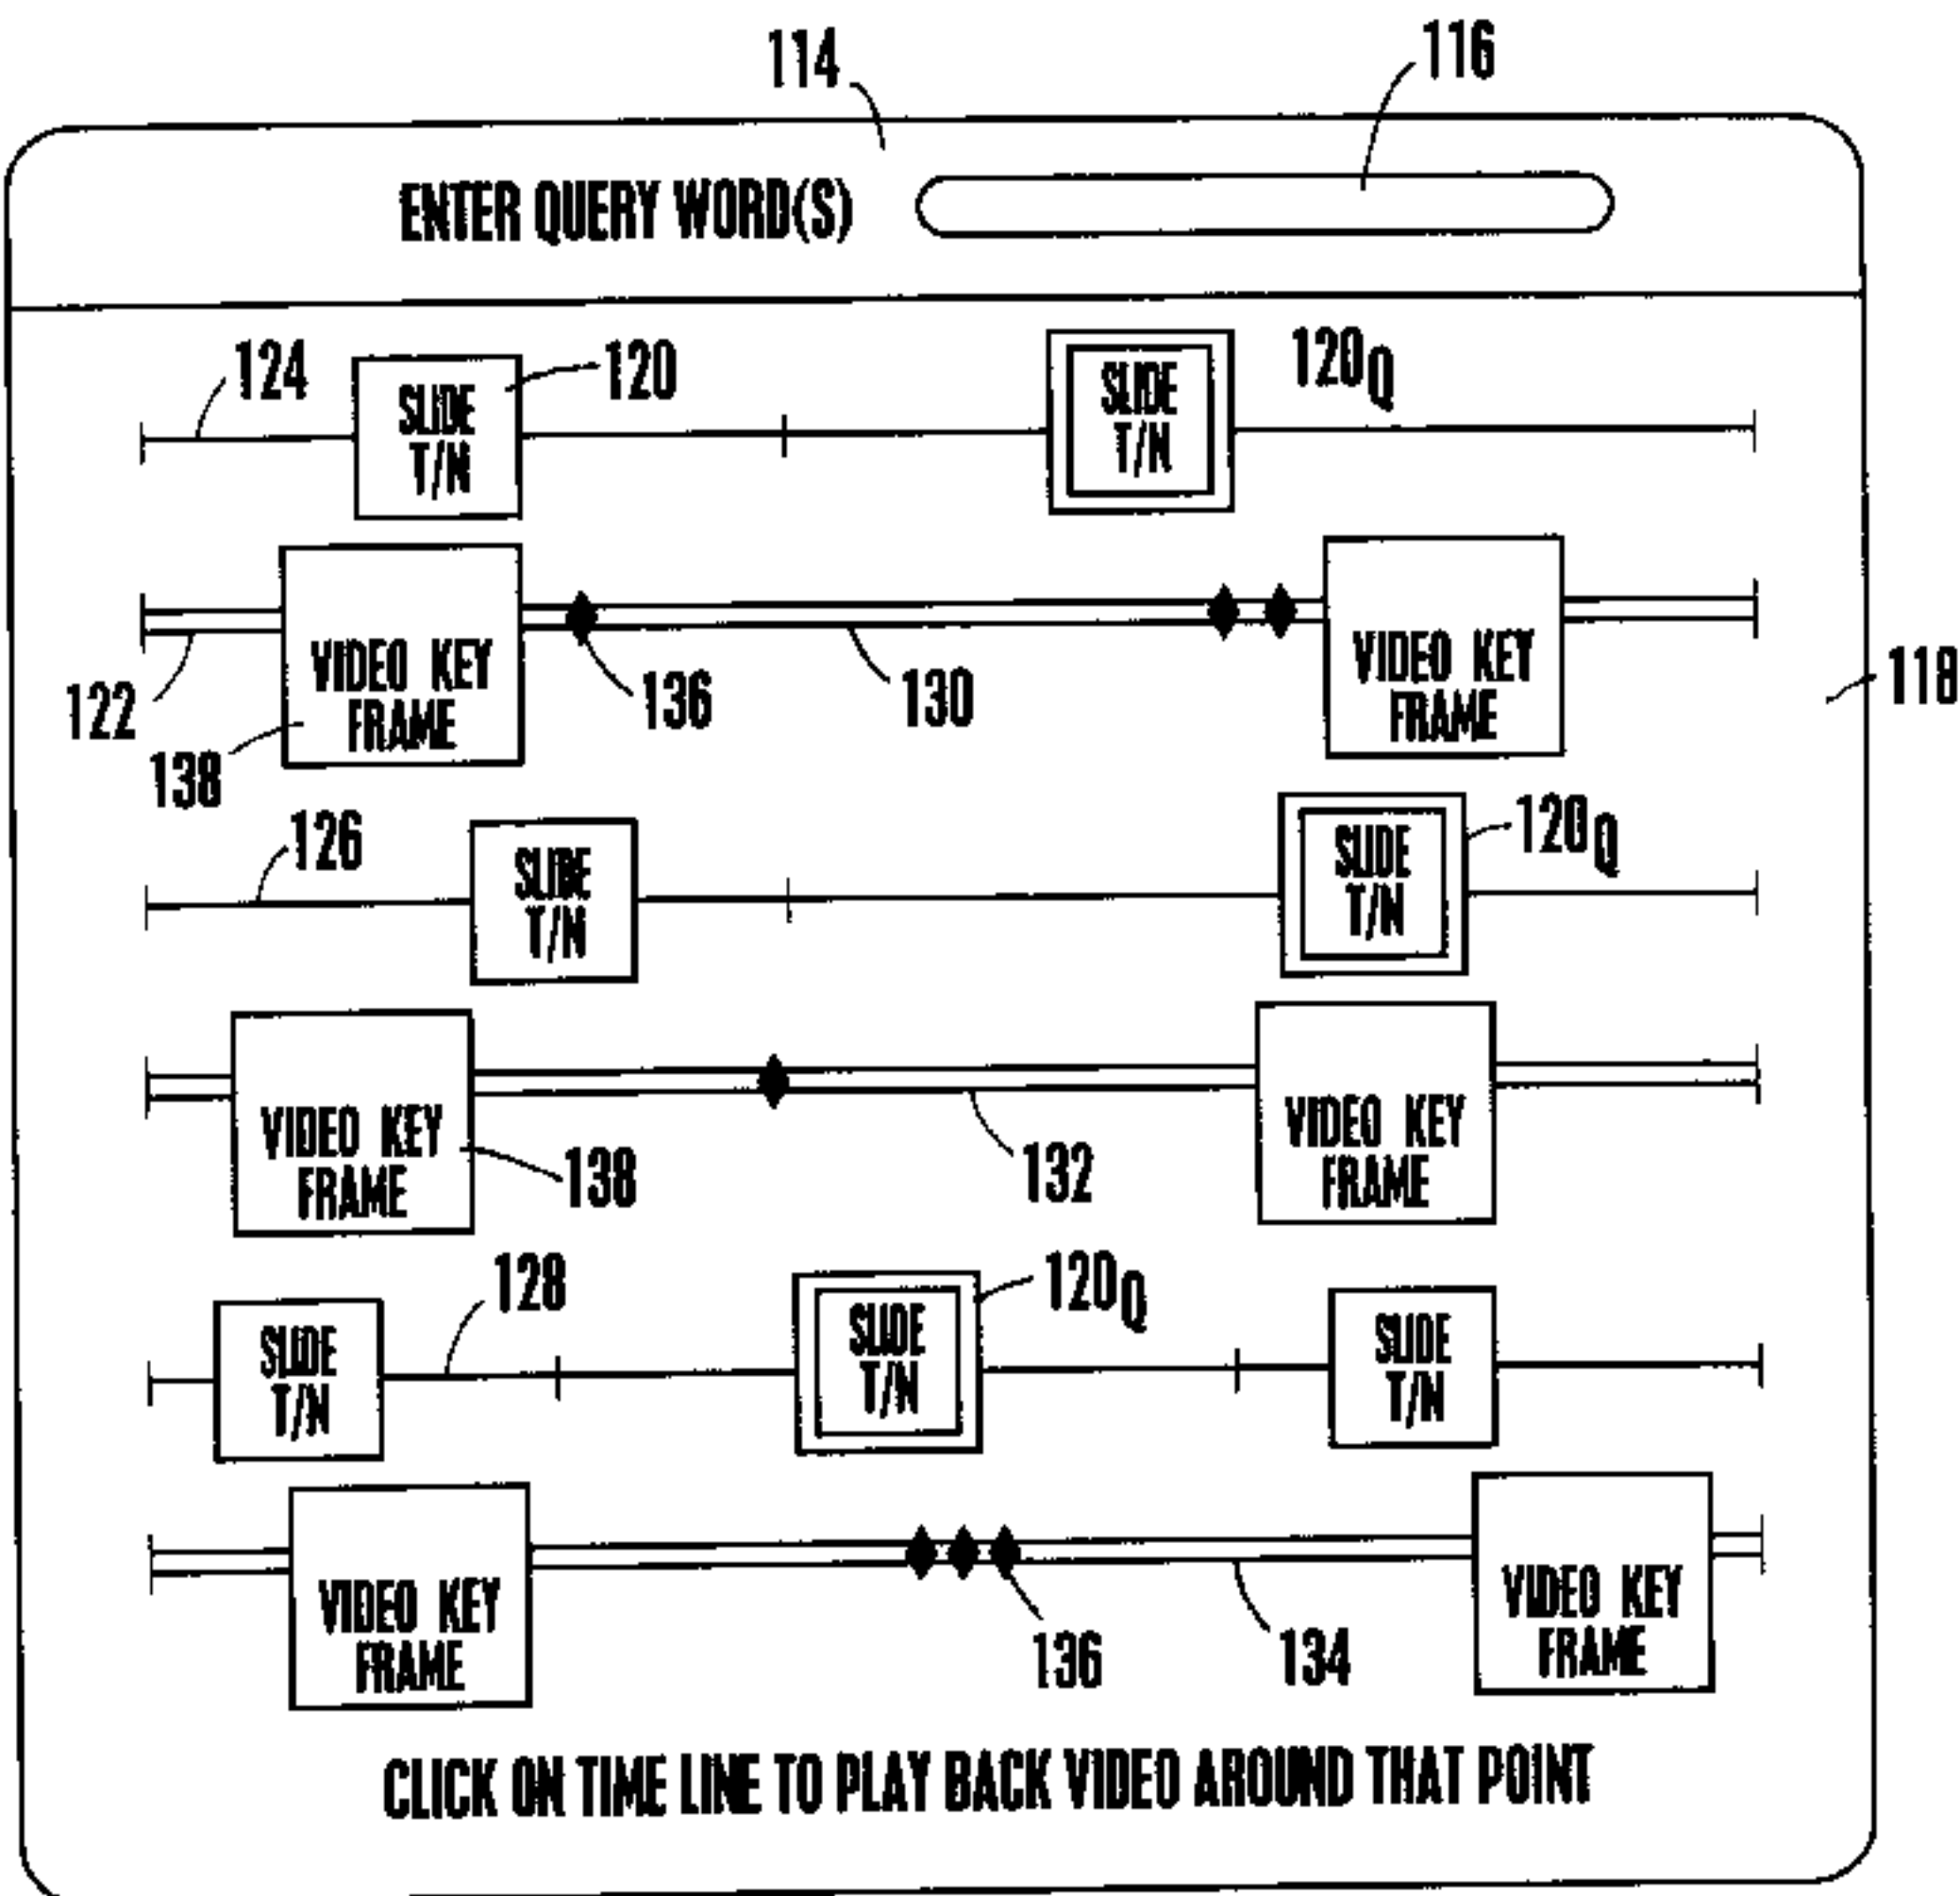 114
116
ENTER QUERY WORD(S)
124
SLIDE
T/N
120
SLIDE
T/N
120Q
122
VIDEO KEY
FRAME
138
136
130
VIDEO KEY
FRAME
118
126
SLIDE
T/N
SLIDE
T/N
120Q
VIDEO KEY
FRAME
138
132
VIDEO KEY
FRAME
SLIDE
T/N
128
SLIDE
T/N
120Q
SLIDE
T/N
VIDEO KEY
FRAME
136
134
VIDEO KEY
FRAME
CLICK ON TIME LINE TO PLAY BACK VIDEO AROUND THAT POINT